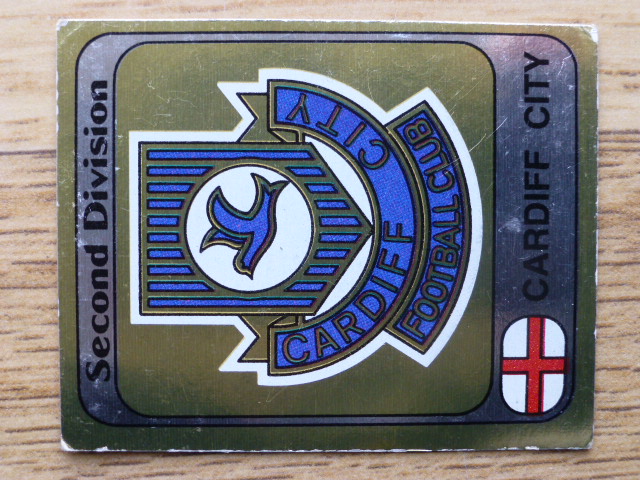 Second Division
CARDIFF CITY
FOOTBALL CLUB
CARDIFF CITY